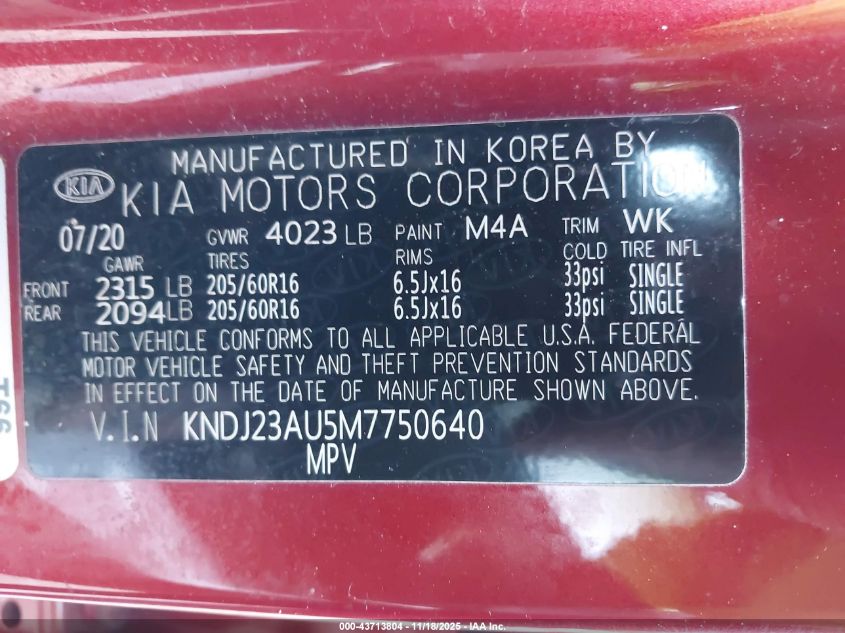 MANUFACTURED IN KOREA BY
KIA KIA MOTORS CORPORATION
07/20 GVWR 4023 LB PAINT M4A TRIM WK
GAWR TIRES RIMS COLD TIRE INFL
FRONT 2315 LB 205/60R16 6.5Jx16 33psi SINGLE
REAR 2094 LB 205/60R16 6.5Jx16 33psi SINGLE
THIS VEHICLE CONFORMS TO ALL APPLICABLE U.S.A. FEDERAL
MOTOR VEHICLE SAFETY AND THEFT PREVENTION STANDARDS
IN EFFECT ON THE DATE OF MANUFACTURE SHOWN ABOVE.
V.I.N KNDJ23AU5M7750640
MPV
000-43713804 - 11/18/2025 - IAA Inc.